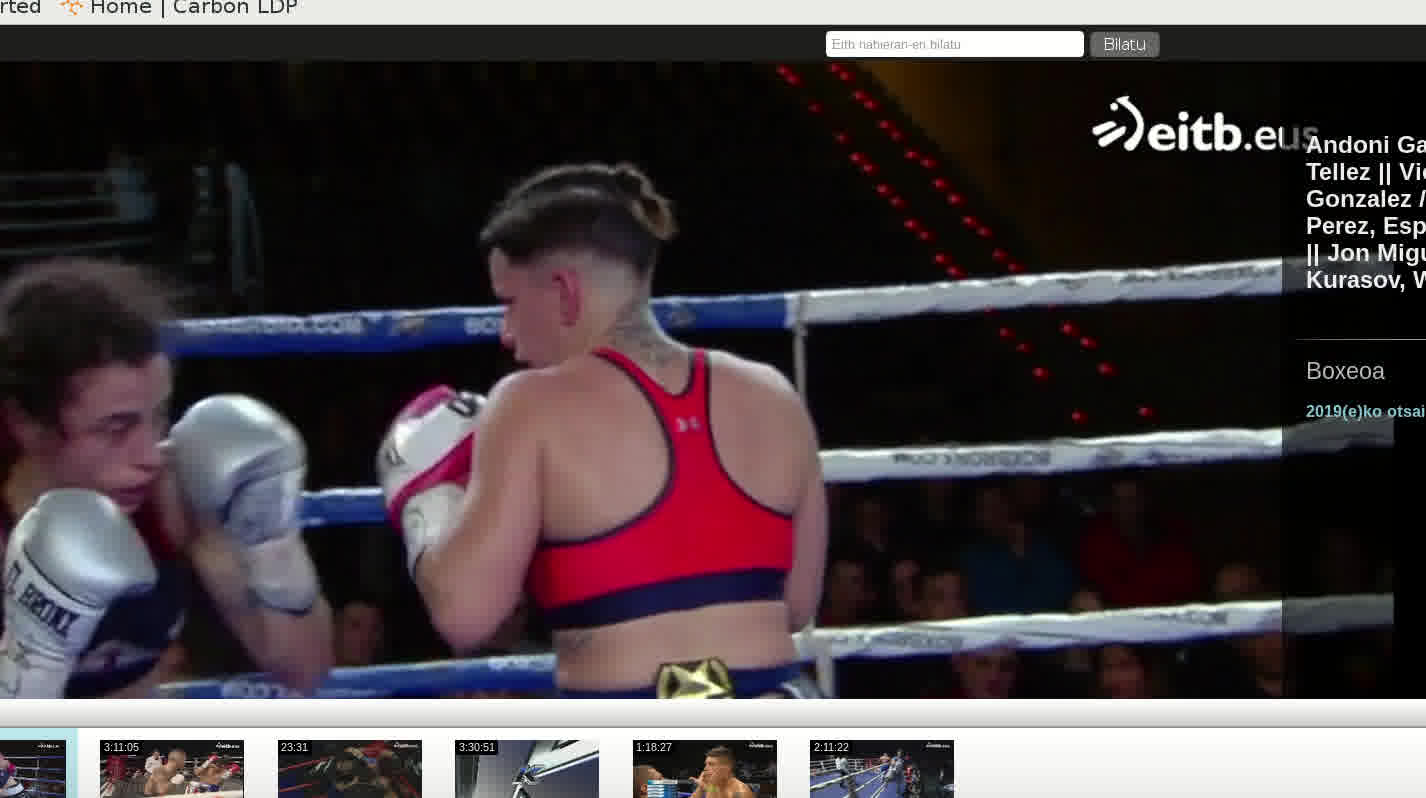 rted Home | Carbon LDP
Eitb nahieran-en bilatu
Bilatu
eitb.eus
Andoni Ga
Tellez || Vi
Gonzalez /
Perez, Esp
|| Jon Migu
Kurasov, W
Boxeoa
2019(e)ko otsai
EL BRONX
3:11:05
23:31
3:30:51
1:18:27
2:11:22